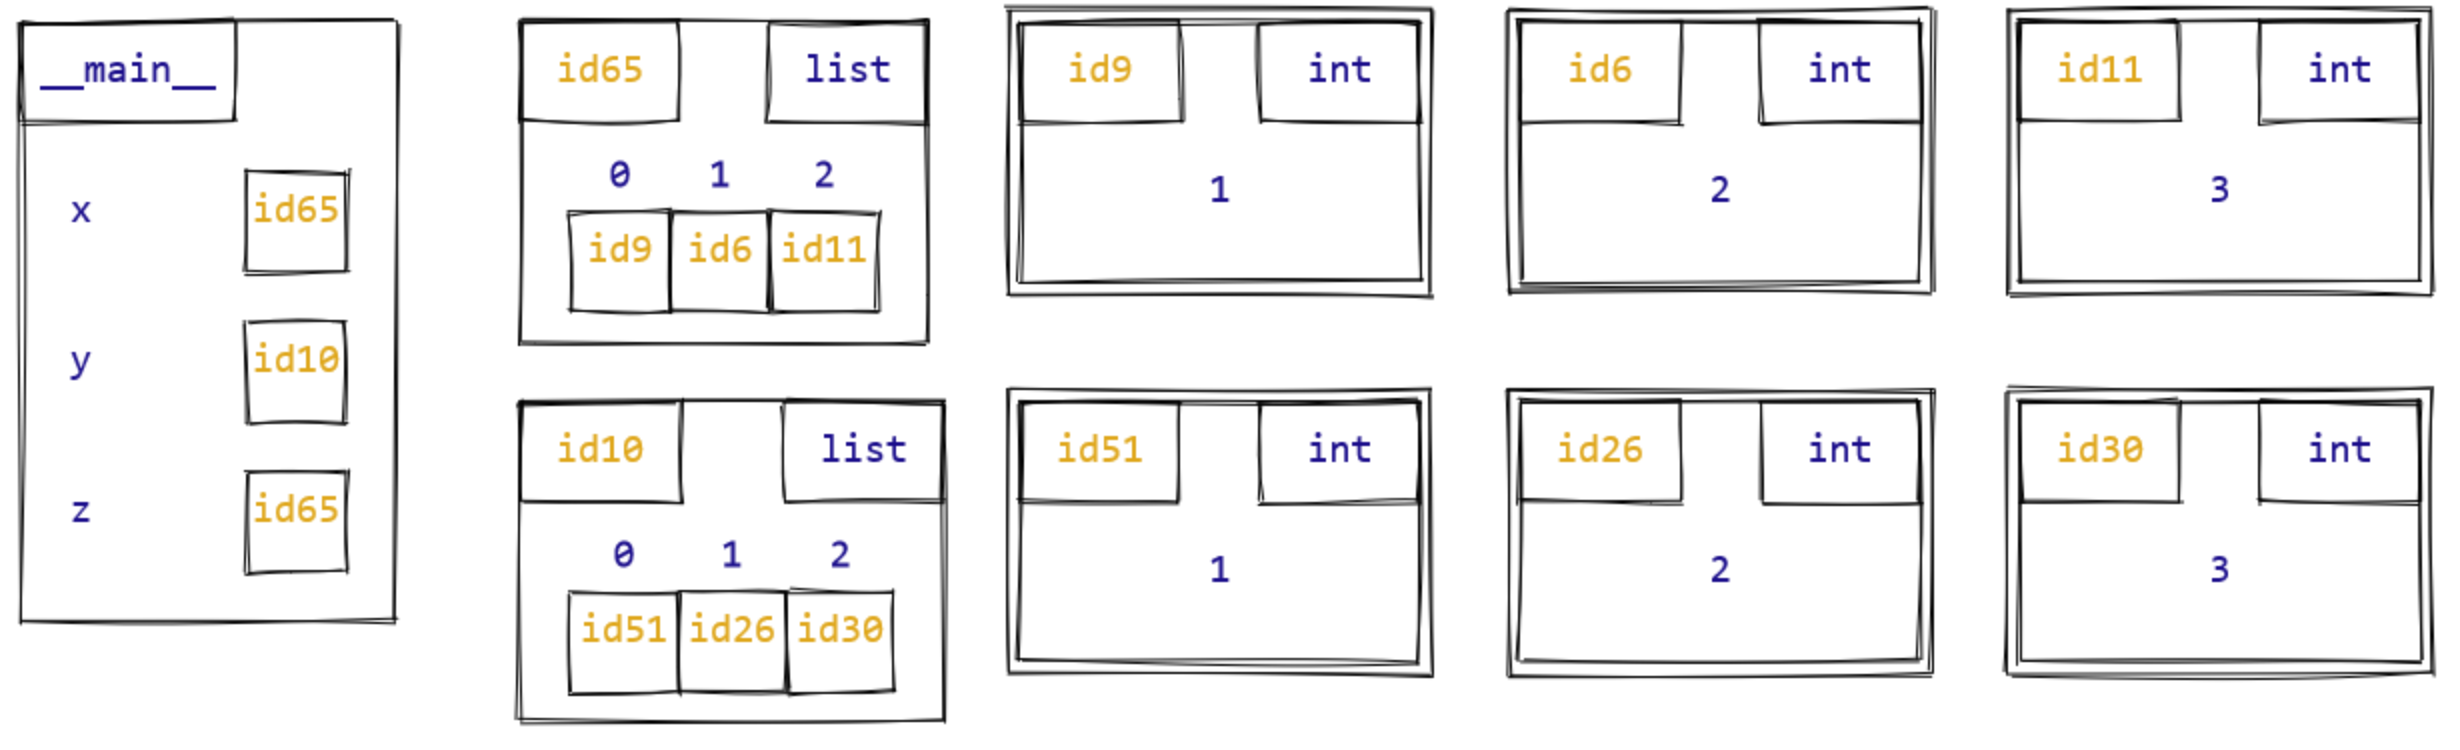 __main__
x id65
y id10
z id65
id65 list
0 1 2
id9 id6 id11
id9 int
1
id6 int
2
id11 int
3
id10 list
0 1 2
id51 id26 id30
id51 int
1
id26 int
2
id30 int
3